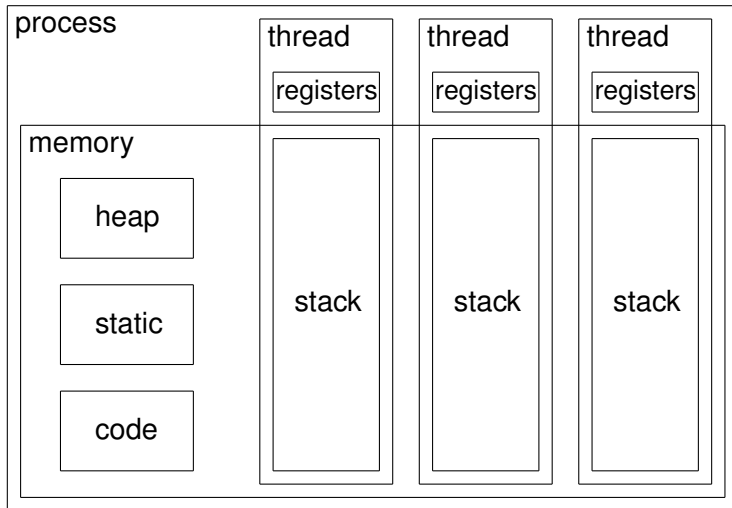 process
thread
thread
thread
registers
registers
registers
memory
heap
static
code
stack
stack
stack